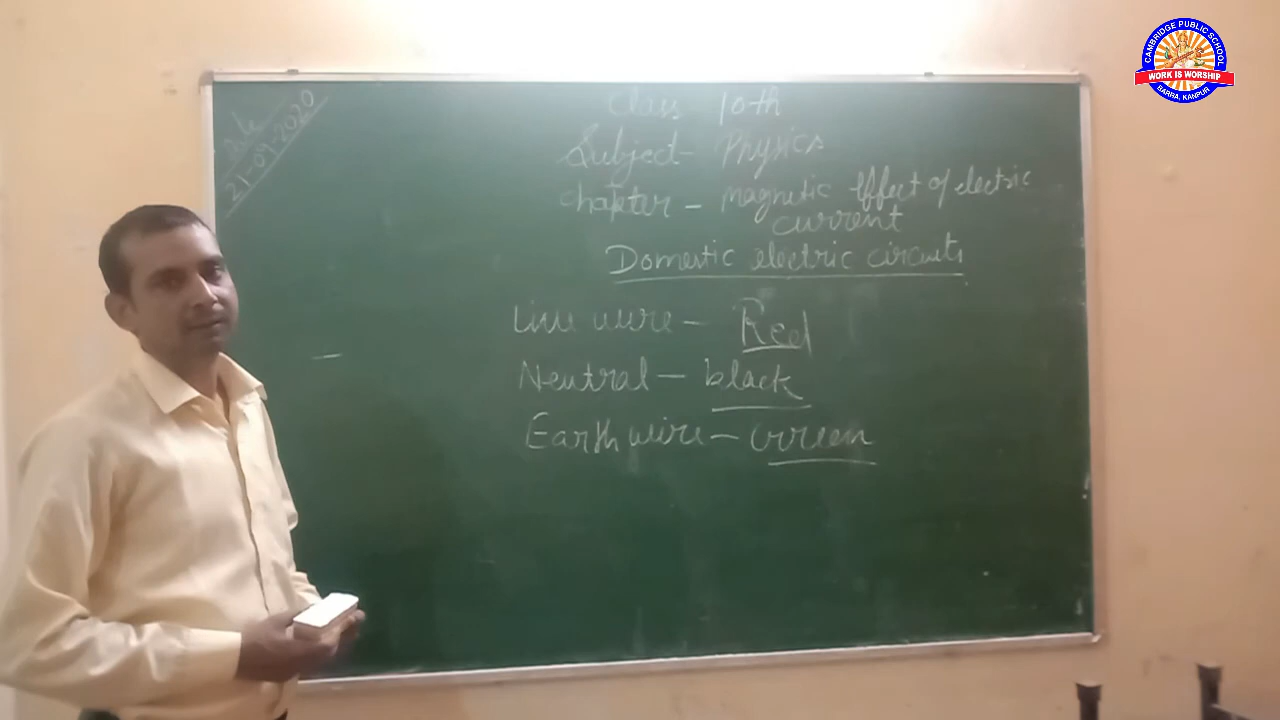 Date
21-09-2020
Class 10th
Subject- Physics
Chapter - Magnetic Effect of electric
current
Domestic electric circuits
Live wire - Red
Neutral - black
Earth wire - Green
CAMBRIDGE PUBLIC SCHOOL
WORK IS WORSHIP
BARRA, KANPUR